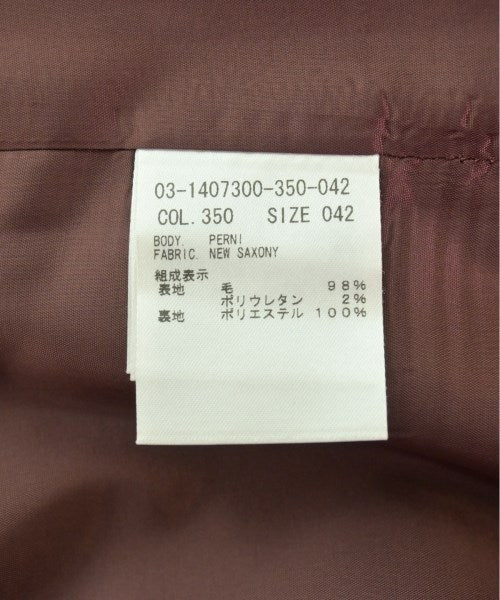 03-1407300-350-042
COL. 350 SIZE 042
BODY. PERNI
FABRIC. NEW SAXONY
組成表示
表地 毛 98%
ポリウレタン 2%
裏地 ポリエステル 100%